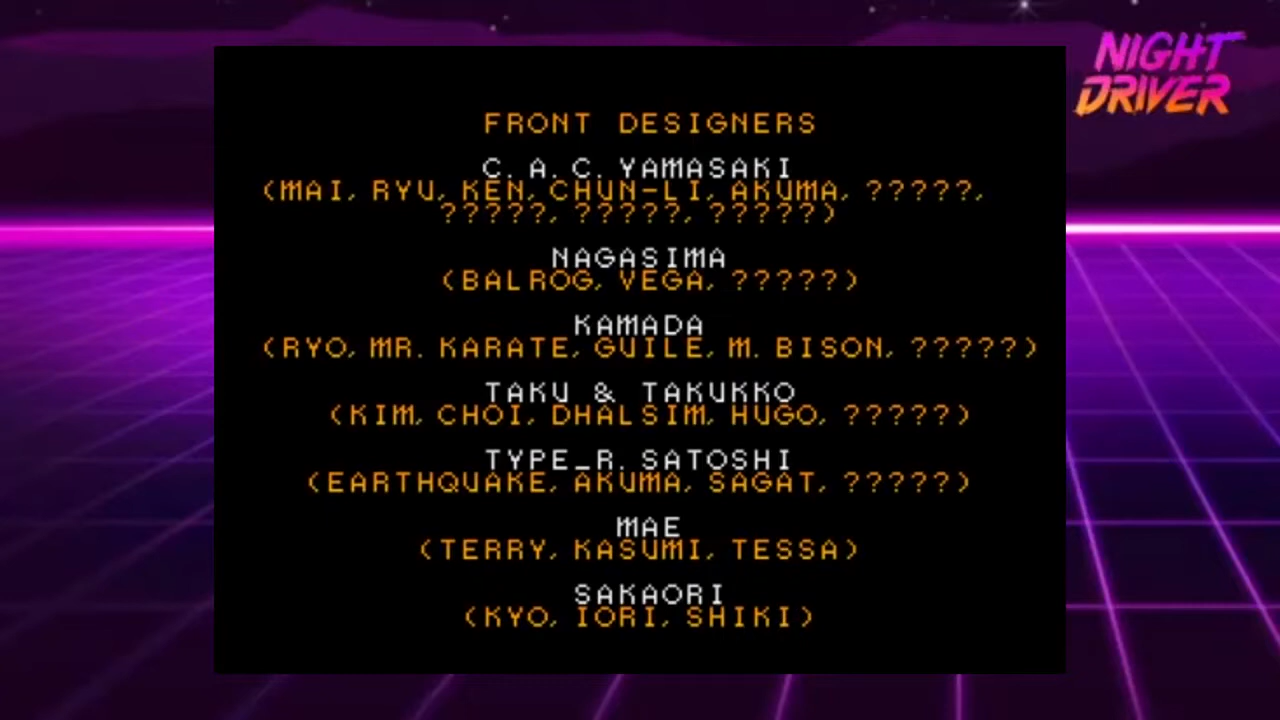 NIGHT
DRIVER
FRONT DESIGNERS
C. A. C. YAMASAKI
(MAI, RYU, KEN, CHUN-LI, AKUMA, ?????,
?????, ?????, ?????)
NAGASIMA
(BALROG, VEGA, ?????)
KAMADA
(RYO, MR. KARATE, GUILE, M. BISON, ?????)
TAKU & TAKUKKO
(KIM, CHOI, DHALSIM, HUGO, ?????)
TYPE_R. SATOSHI
(EARTHQUAKE, AKUMA, SAGAT, ?????)
MAE
(TERRY, KASUMI, TESSA)
SAKAORI
(KYO, IORI, SHIKI)